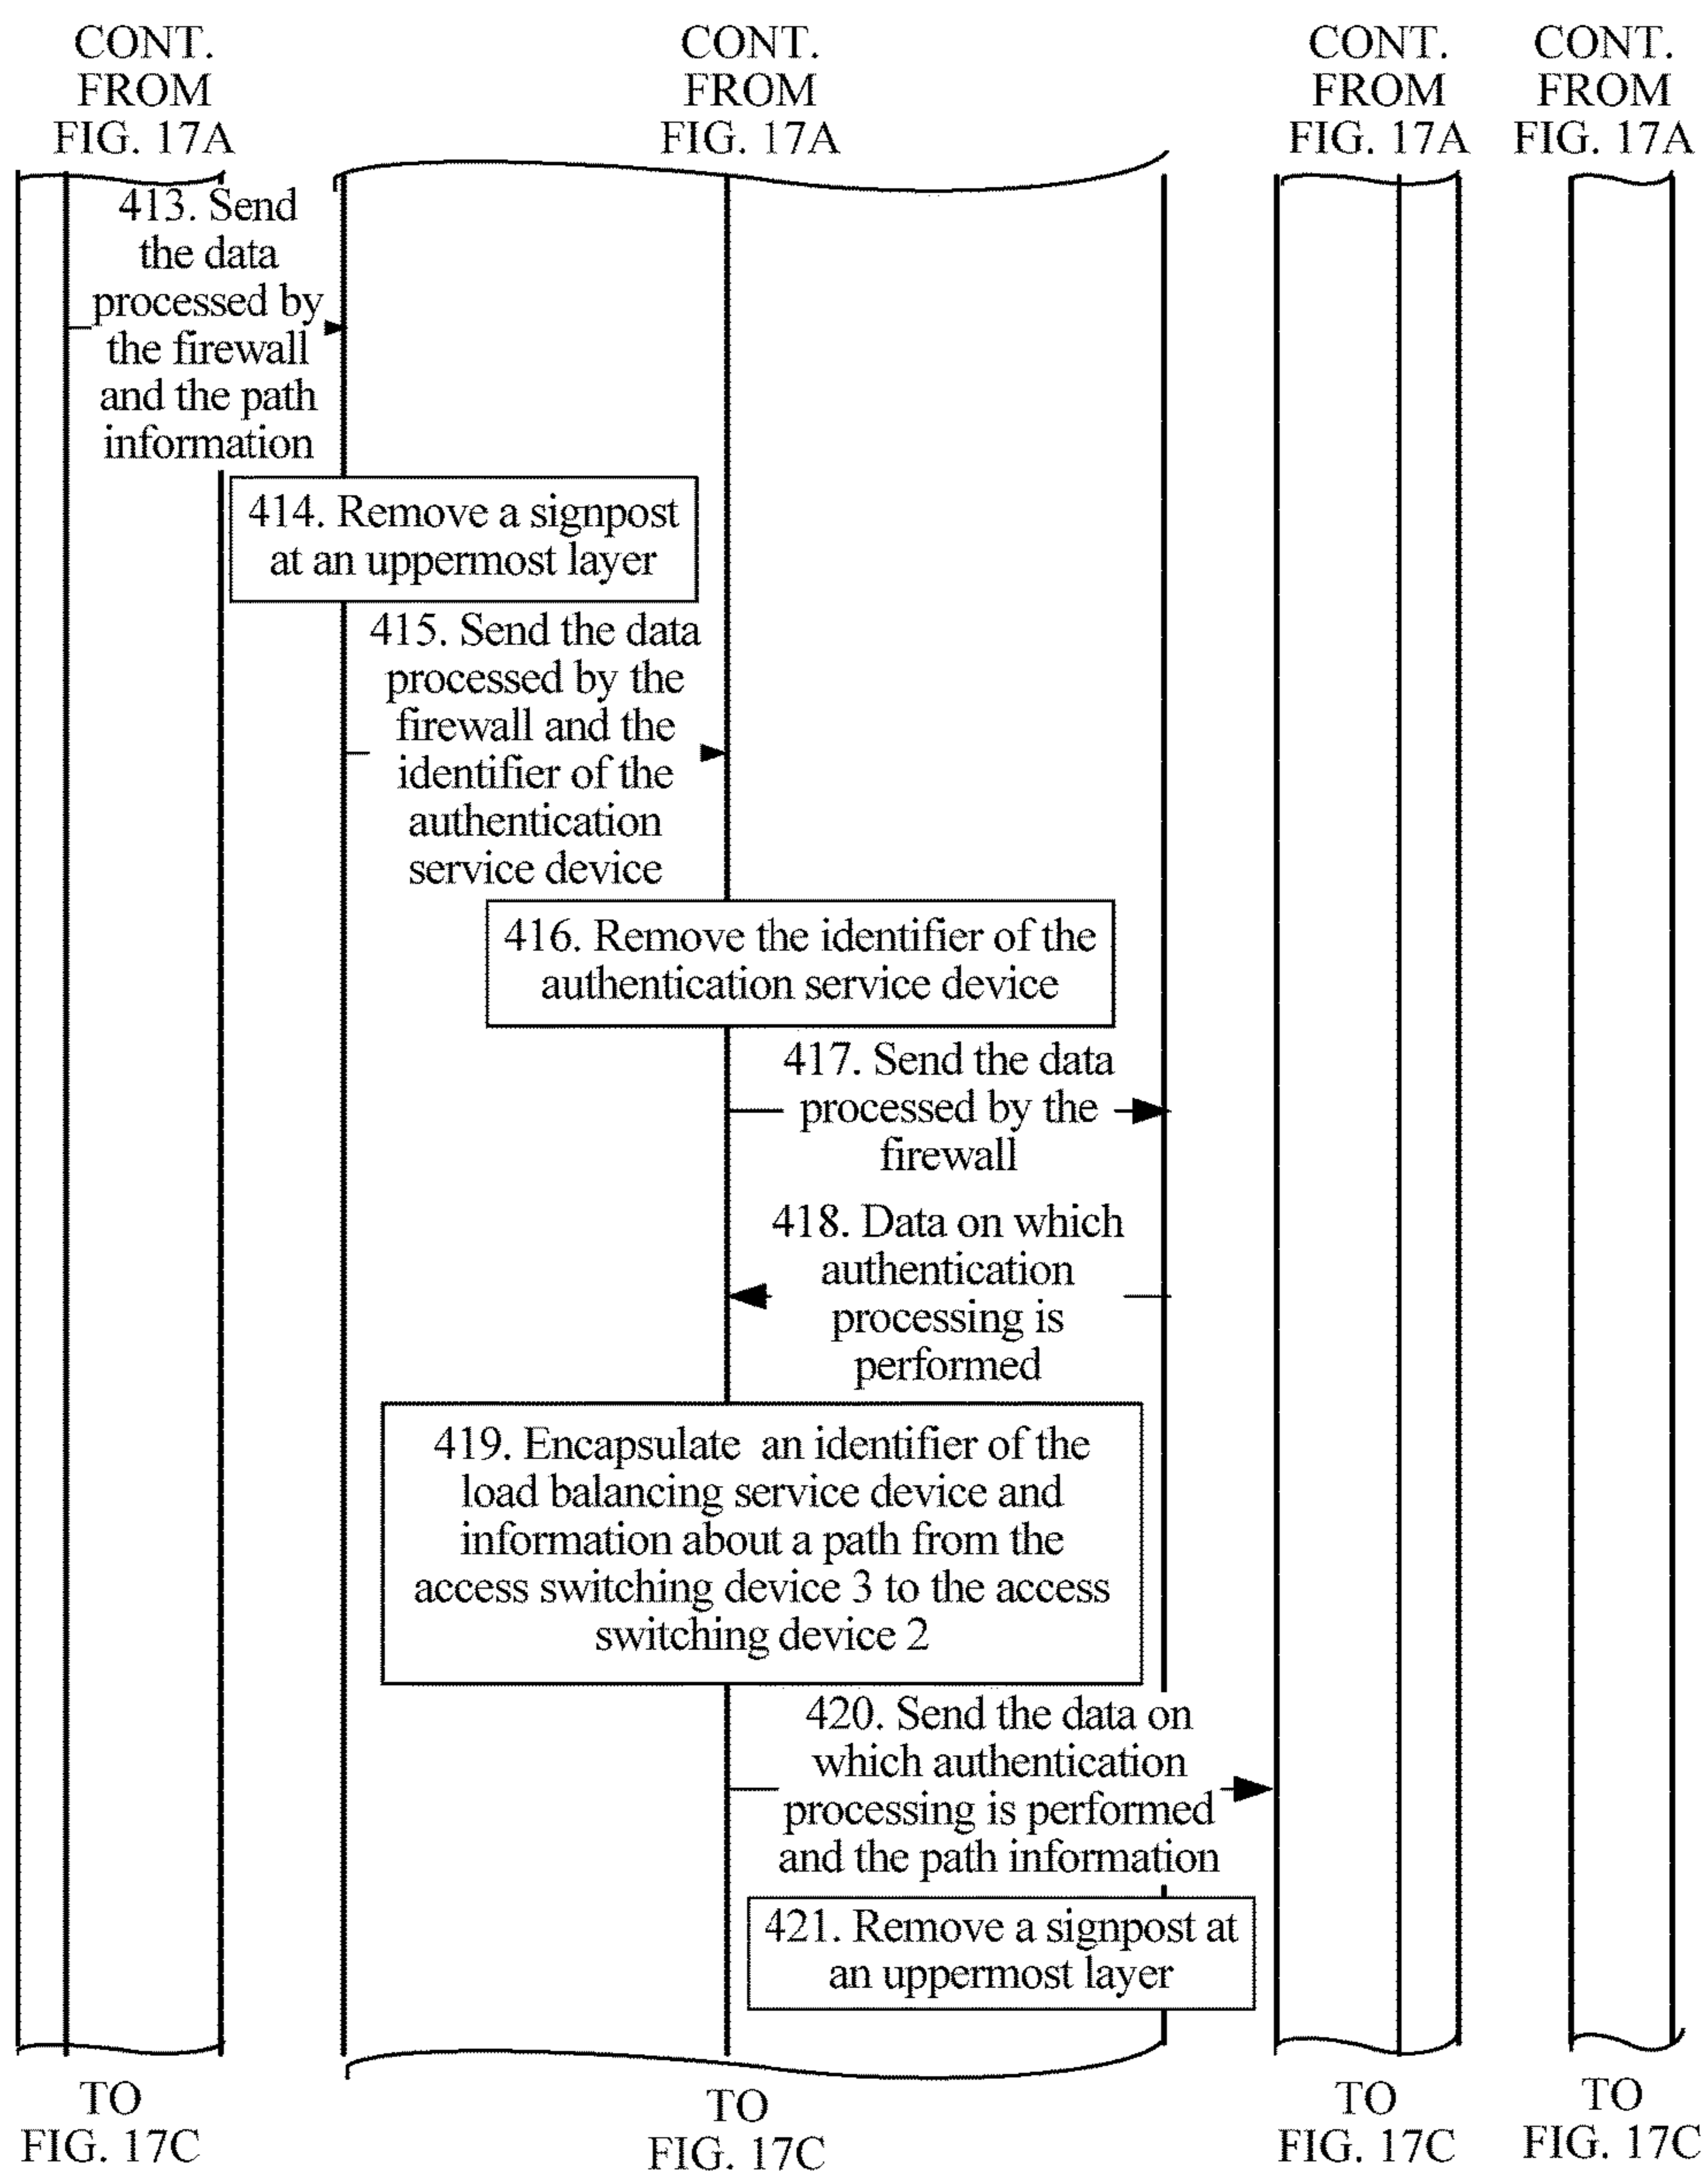 CONT.
FROM
FIG. 17A
CONT.
FROM
FIG. 17A
CONT.
FROM
FIG. 17A
CONT.
FROM
FIG. 17A
413. Send
the data
processed by
the firewall
and the path
information
414. Remove a signpost
at an uppermost layer
415. Send the data
processed by the
firewall and the
identifier of the
authentication
service device
416. Remove the identifier of the
authentication service device
417. Send the data
processed by the
firewall
418. Data on which
authentication
processing is
performed
419. Encapsulate an identifier of the
load balancing service device and
information about a path from the
access switching device 3 to the access
switching device 2
420. Send the data on
which authentication
processing is performed
and the path information
421. Remove a signpost at
an uppermost layer
TO
FIG. 17C
TO
FIG. 17C
TO
FIG. 17C
TO
FIG. 17C